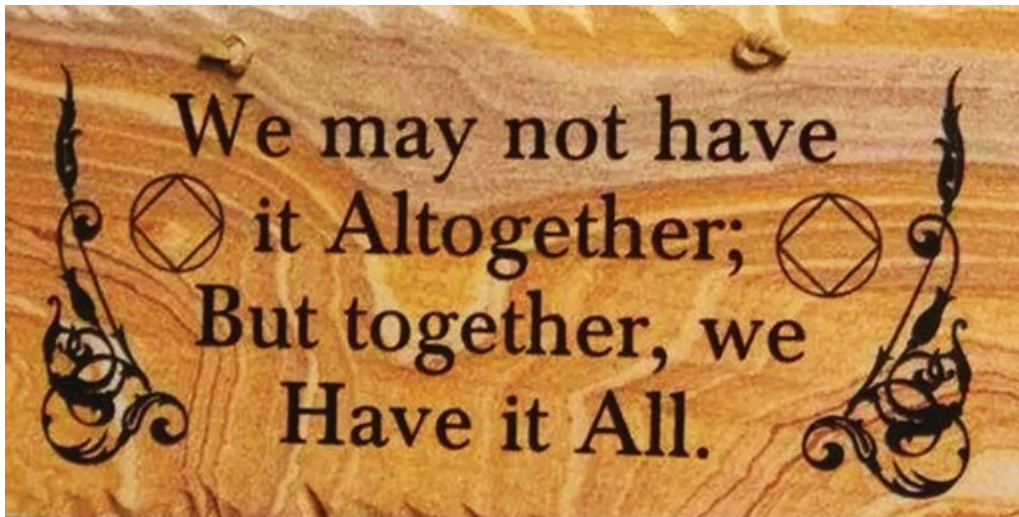 We may not have
it Altogether;
But together, we
Have it All.